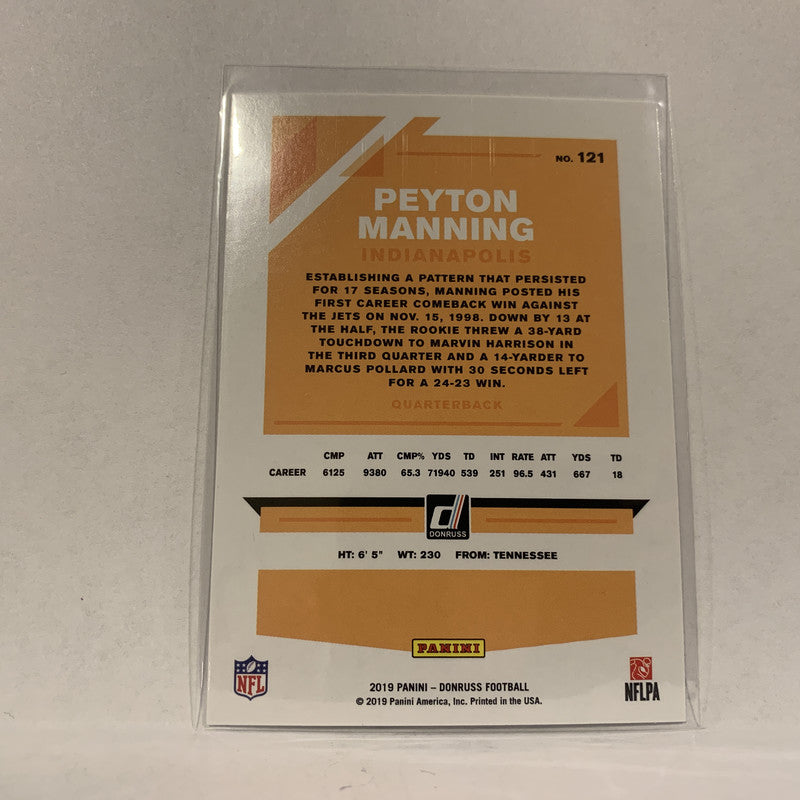 NO. 121
PEYTON
MANNING
INDIANAPOLIS
ESTABLISHING A PATTERN THAT PERSISTED
FOR 17 SEASONS, MANNING POSTED HIS
FIRST CAREER COMEBACK WIN AGAINST
THE JETS ON NOV. 15, 1998. DOWN BY 13 AT
THE HALF, THE ROOKIE THREW A 38-YARD
TOUCHDOWN TO MARVIN HARRISON IN
THE THIRD QUARTER AND A 14-YARDER TO
MARCUS POLLARD WITH 30 SECONDS LEFT
FOR A 24-23 WIN.
QUARTERBACK
CMP ATT CMP% YDS TD INT RATE ATT YDS TD
CAREER 6125 9380 65.3 71940 539 251 96.5 431 667 18
d
DONRUSS
HT: 6' 5" WT: 230 FROM: TENNESSEE
PANINI
NFL
NFLPA
2019 PANINI – DONRUSS FOOTBALL
© 2019 Panini America, Inc. Printed in the USA.